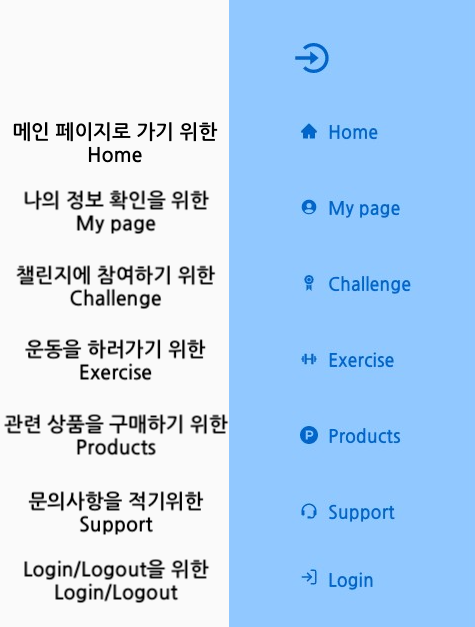 메인 페이지로 가기 위한
Home
나의 정보 확인을 위한
My page
챌린지에 참여하기 위한
Challenge
운동을 하러가기 위한
Exercise
관련 상품을 구매하기 위한
Products
문의사항을 적기위한
Support
Login/Logout을 위한
Login/Logout
Home
My page
Challenge
Exercise
P
Products
Support
Login